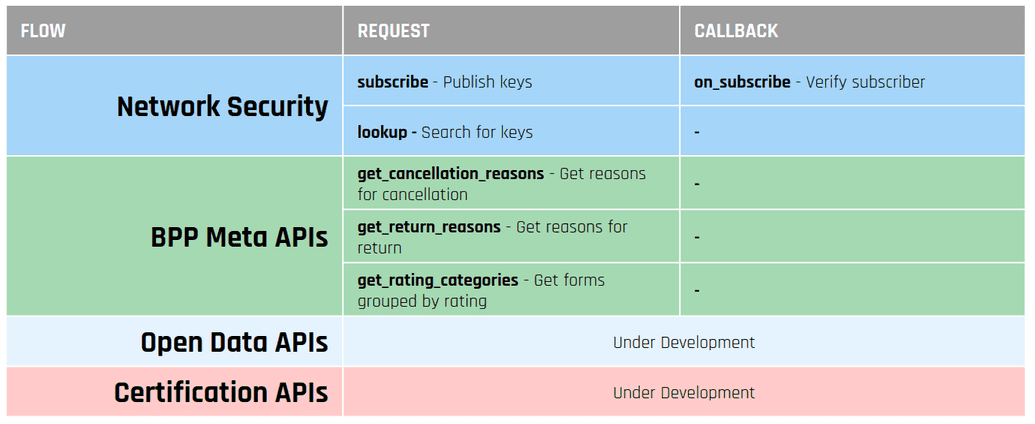 FLOW REQUEST CALLBACK
Network Security
subscribe - Publish keys
on_subscribe - Verify subscriber
lookup - Search for keys
-
BPP Meta APIs
get_cancellation_reasons - Get reasons
for cancellation
-
get_return_reasons - Get reasons for
return
-
get_rating_categories - Get forms
grouped by rating
-
Open Data APIs
Under Development
Certification APIs
Under Development